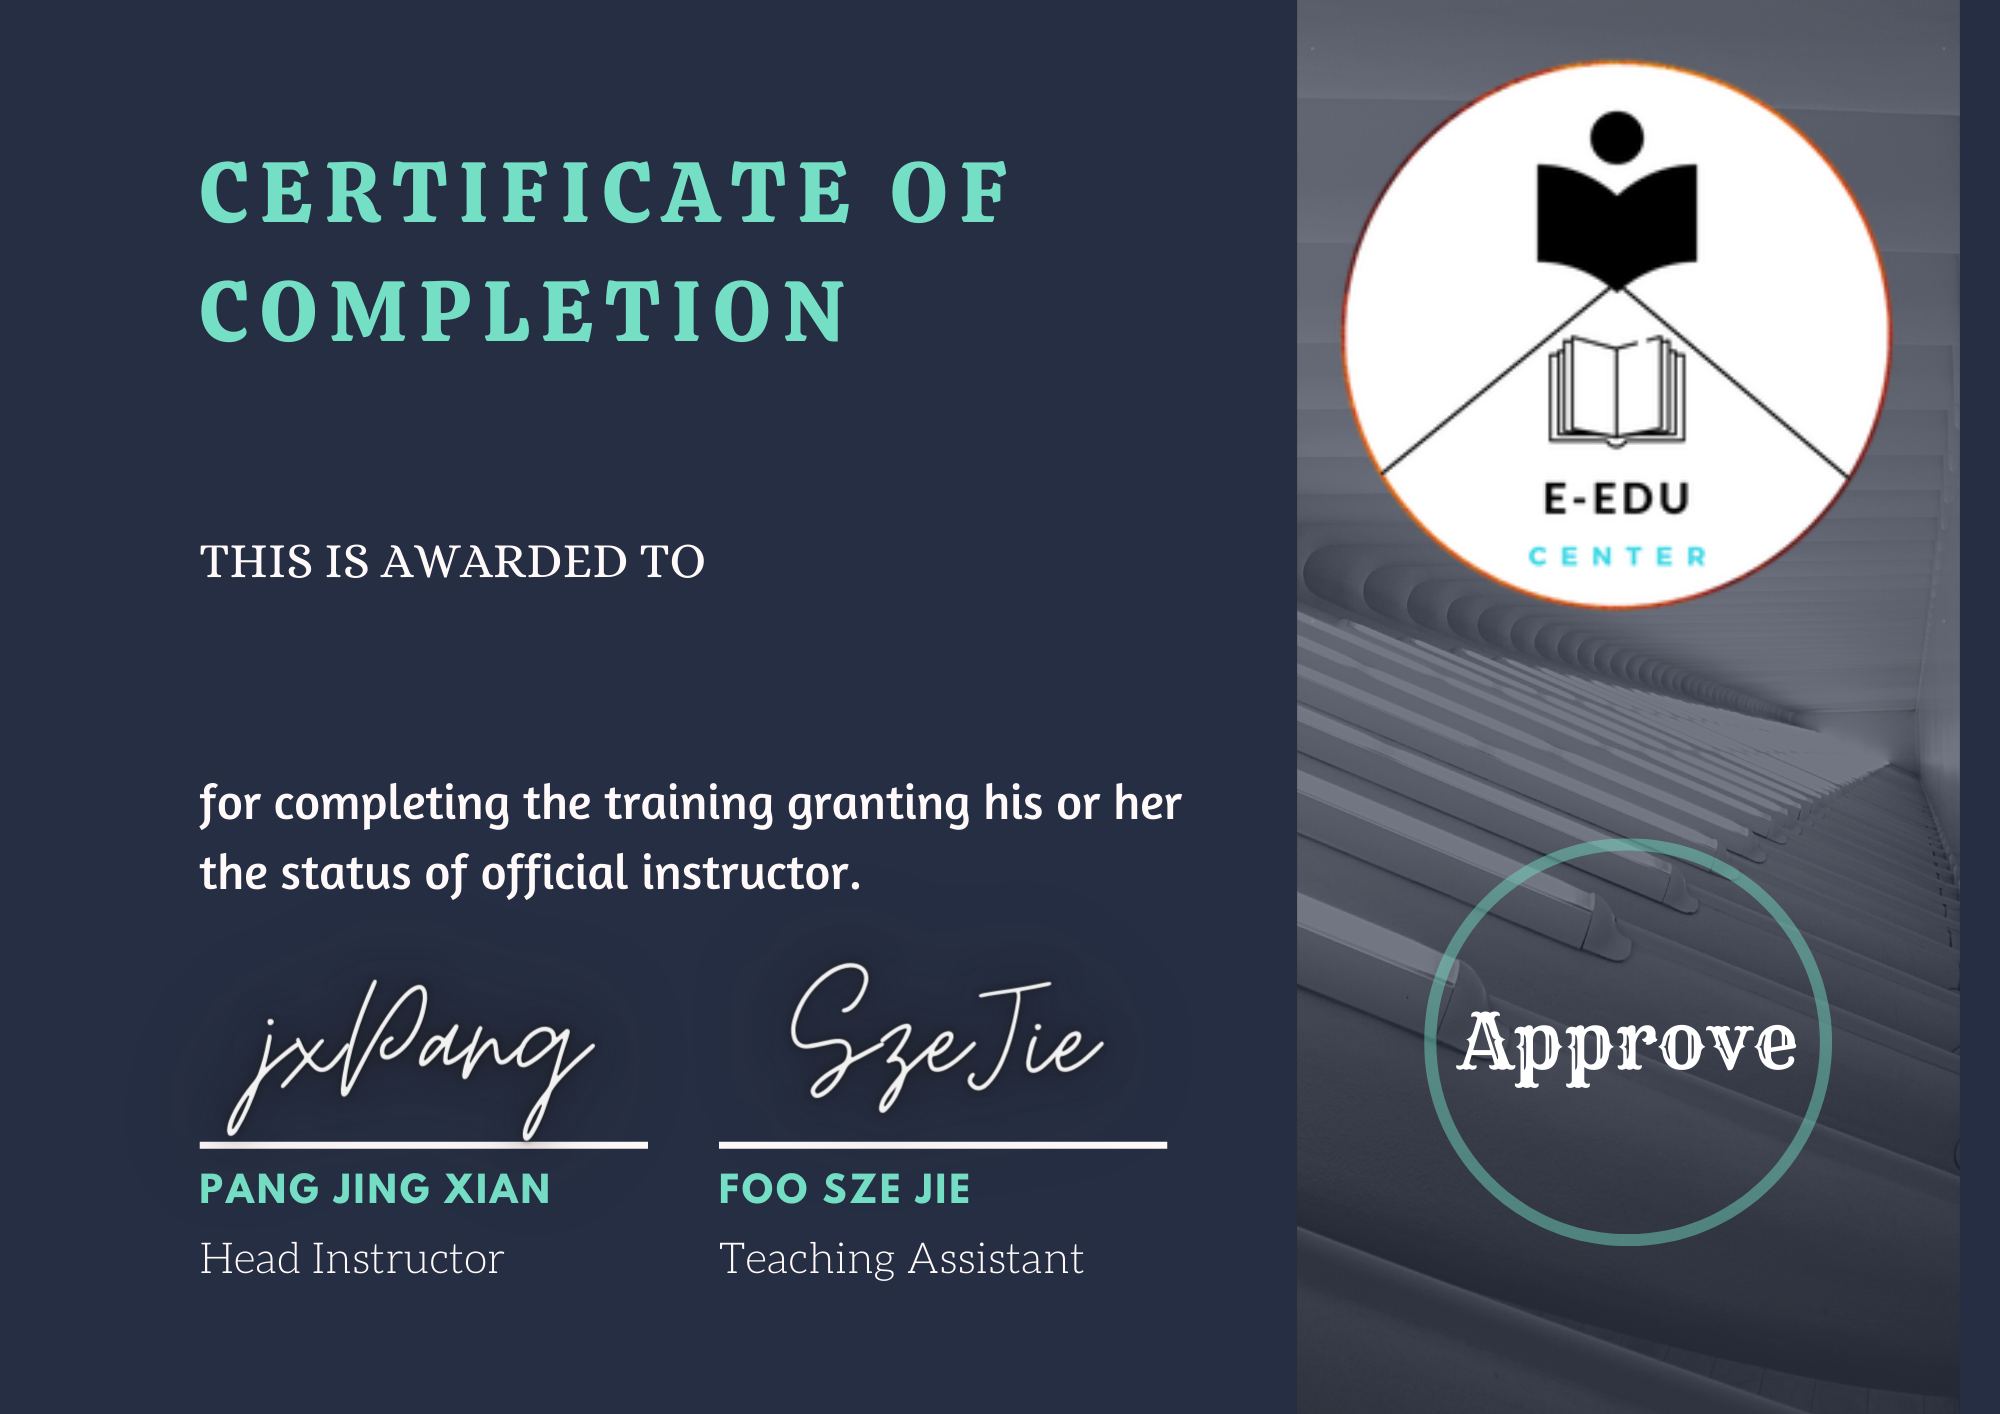 CERTIFICATE OF
COMPLETION
THIS IS AWARDED TO
for completing the training granting his or her
the status of official instructor.
jxPang
SzeJie
PANG JING XIAN
FOO SZE JIE
Head Instructor
Teaching Assistant
E-EDU
CENTER
Approve